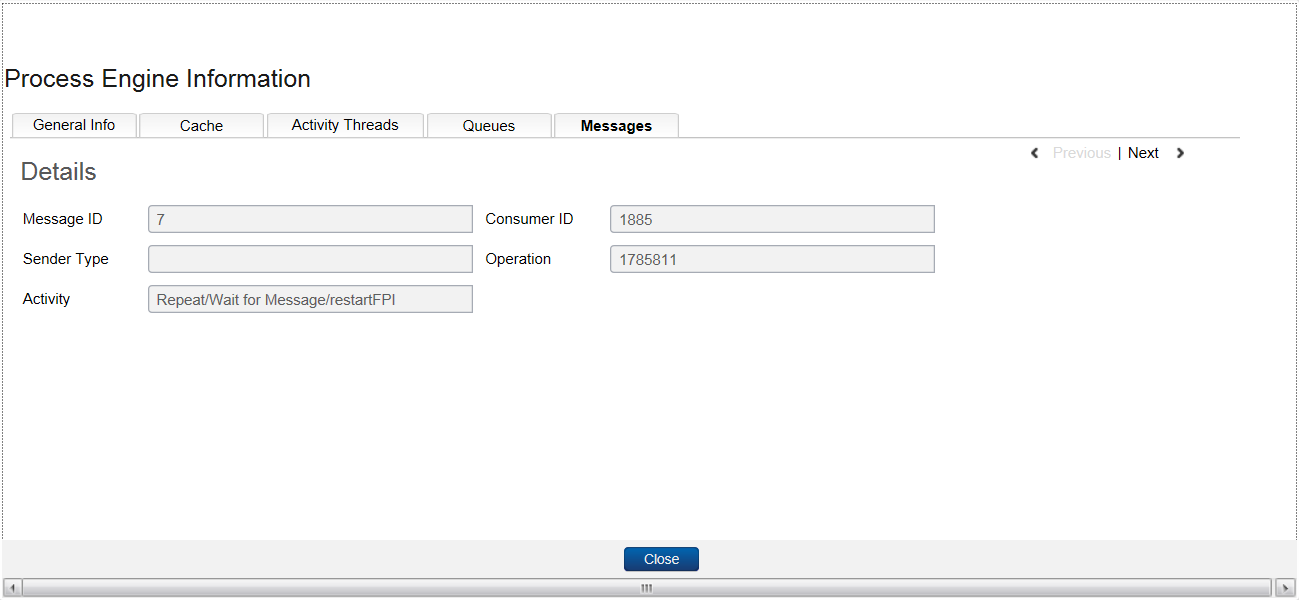 Process Engine Information
General Info Cache Activity Threads Queues Messages
Previous | Next
Details
Message ID 7 Consumer ID 1885
Sender Type Operation 1785811
Activity Repeat/Wait for Message/restartFPI
Close